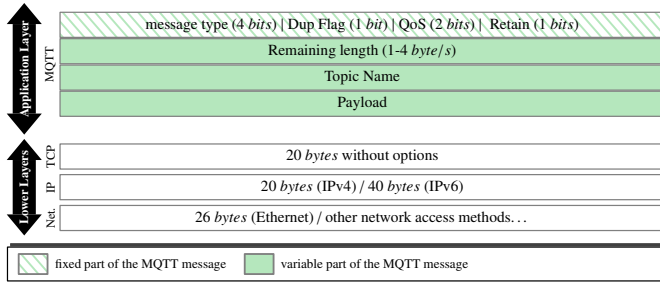 Application Layer
MQTT
message type (4 bits) | Dup Flag (1 bit) | QoS (2 bits) | Retain (1 bits)
Remaining length (1-4 byte/s)
Topic Name
Payload
Lower Layers
TCP
20 bytes without options
IP
20 bytes (IPv4) / 40 bytes (IPv6)
Net.
26 bytes (Ethernet) / other network access methods...
fixed part of the MQTT message
variable part of the MQTT message